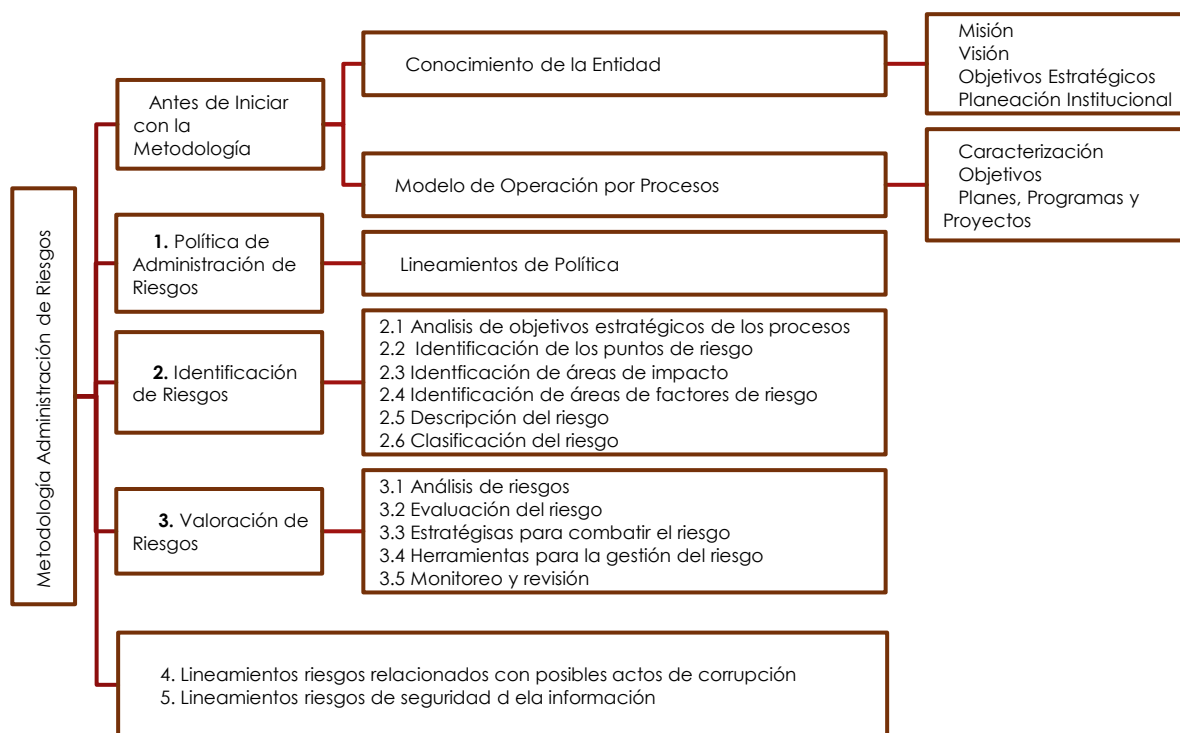 Metodología Administración de Riesgos
Antes de Iniciar
con la
Metodología
Conocimiento de la Entidad
Misión
Visión
Objetivos Estratégicos
Planeación Institucional
Modelo de Operación por Procesos
Caracterización
Objetivos
Planes, Programas y
Proyectos
1. Política de
Administración de
Riesgos
Lineamientos de Política
2. Identificación
de Riesgos
2.1 Analisis de objetivos estratégicos de los procesos
2.2 Identificación de los puntos de riesgo
2.3 Identficación de áreas de impacto
2.4 Identificación de áreas de factores de riesgo
2.5 Descripción del riesgo
2.6 Clasificación del riesgo
3. Valoración de
Riesgos
3.1 Análisis de riesgos
3.2 Evaluación del riesgo
3.3 Estratégisas para combatir el riesgo
3.4 Herramientas para la gestión del riesgo
3.5 Monitoreo y revisión
4. Lineamientos riesgos relacionados con posibles actos de corrupción
5. Lineamientos riesgos de seguridad d ela información